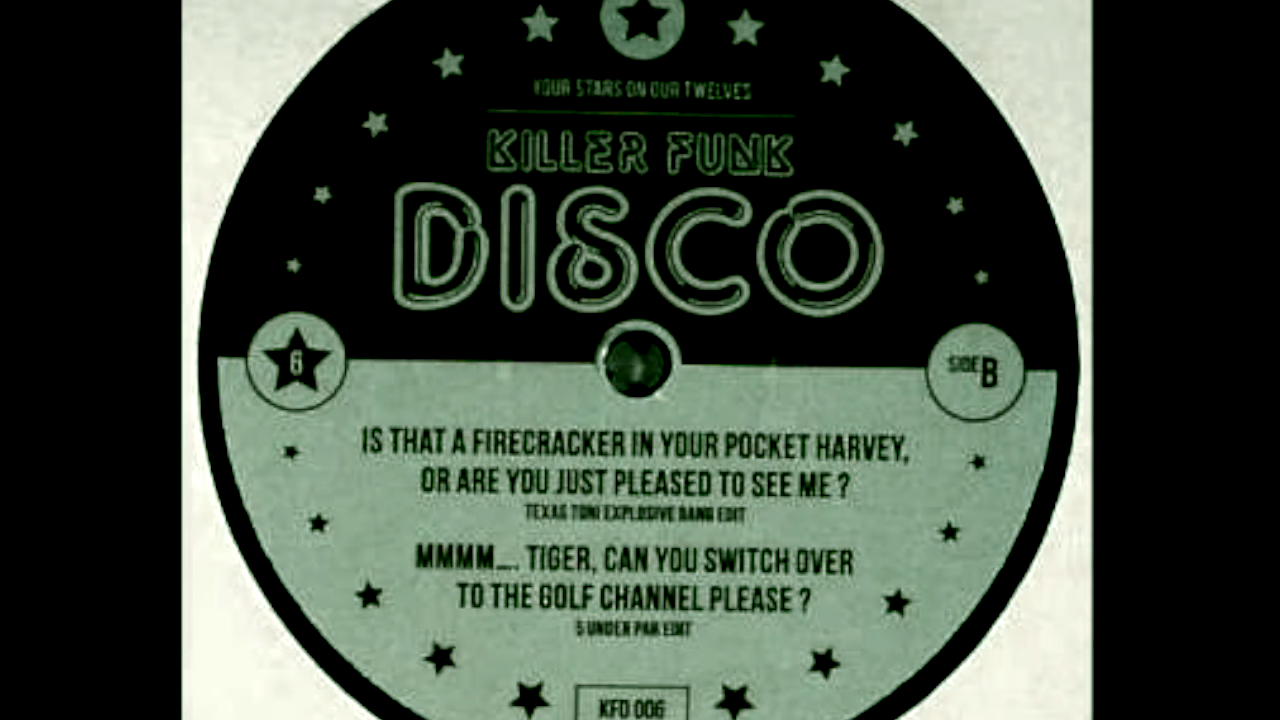 YOUR STARS ON OUR TWELVES
KILLER FUNK
DISCO
6
SIDE B
IS THAT A FIRECRACKER IN YOUR POCKET HARVEY,
OR ARE YOU JUST PLEASED TO SEE ME ?
TEXAS TONI EXPLOSIVE BANG EDIT
MMMM.... TIGER, CAN YOU SWITCH OVER
TO THE GOLF CHANNEL PLEASE ?
5 UNDER PAR EDIT
KFD 006